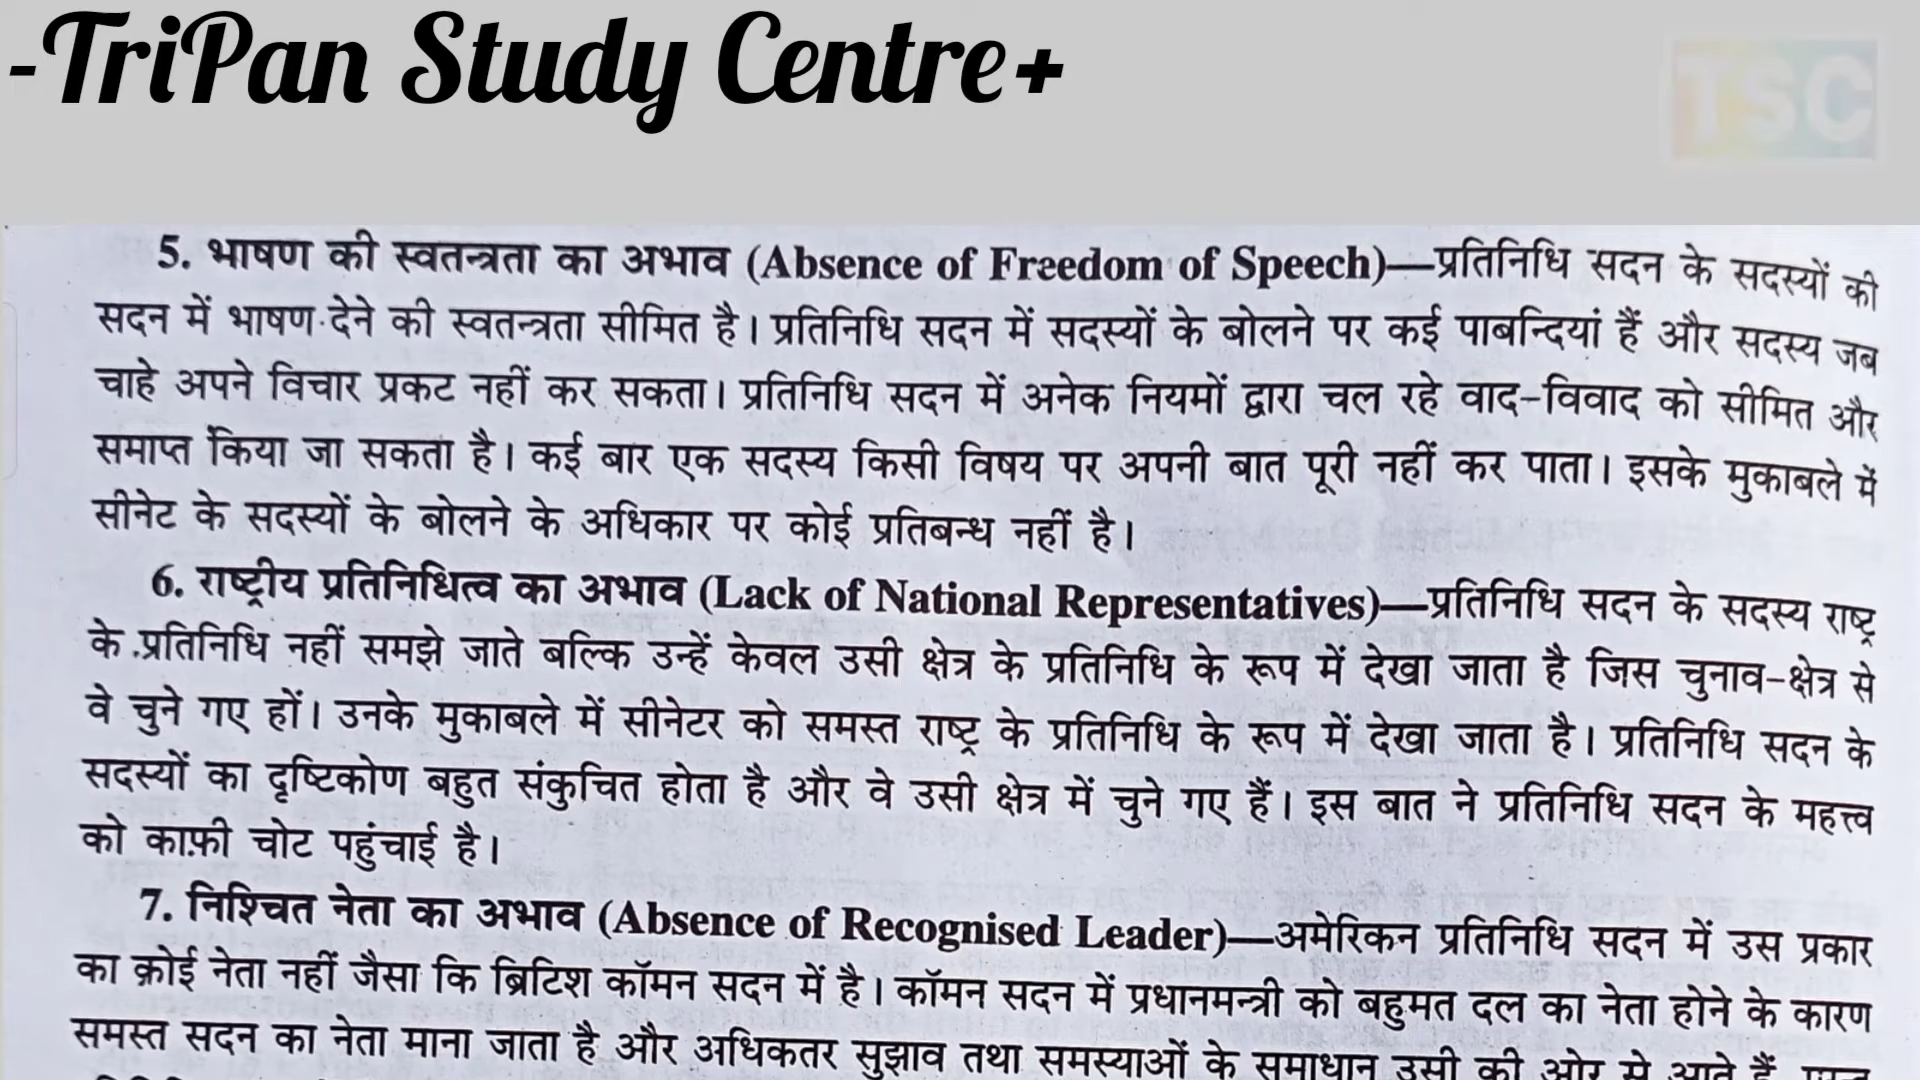 -TriPan Study Centre+
TSC
5. भाषण की स्वतन्त्रता का अभाव (Absence of Freedom of Speech)—प्रतिनिधि सदन के सदस्यों की
सदन में भाषण देने की स्वतन्त्रता सीमित है। प्रतिनिधि सदन में सदस्यों के बोलने पर कई पाबन्दियां हैं और सदस्य जब
चाहे अपने विचार प्रकट नहीं कर सकता। प्रतिनिधि सदन में अनेक नियमों द्वारा चल रहे वाद-विवाद को सीमित और
समाप्त किया जा सकता है। कई बार एक सदस्य किसी विषय पर अपनी बात पूरी नहीं कर पाता। इसके मुकाबले में
सीनेट के सदस्यों के बोलने के अधिकार पर कोई प्रतिबन्ध नहीं है।
6. राष्ट्रीय प्रतिनिधित्व का अभाव (Lack of National Representatives)—प्रतिनिधि सदन के सदस्य राष्ट्र
के प्रतिनिधि नहीं समझे जाते बल्कि उन्हें केवल उसी क्षेत्र के प्रतिनिधि के रूप में देखा जाता है जिस चुनाव-क्षेत्र से
वे चुने गए हों। उनके मुकाबले में सीनेटर को समस्त राष्ट्र के प्रतिनिधि के रूप में देखा जाता है। प्रतिनिधि सदन के
सदस्यों का दृष्टिकोण बहुत संकुचित होता है और वे उसी क्षेत्र में चुने गए हैं। इस बात ने प्रतिनिधि सदन के महत्त्व
को काफ़ी चोट पहुंचाई है।
7. निश्चित नेता का अभाव (Absence of Recognised Leader)—अमेरिकन प्रतिनिधि सदन में उस प्रकार
का कोई नेता नहीं जैसा कि ब्रिटिश कॉमन सदन में है। कॉमन सदन में प्रधानमन्त्री को बहुमत दल का नेता होने के कारण
समस्त सदन का नेता माना जाता है और अधिकतर सुझाव तथा समस्याओं के समाधान उसी की ओर से आते हैं